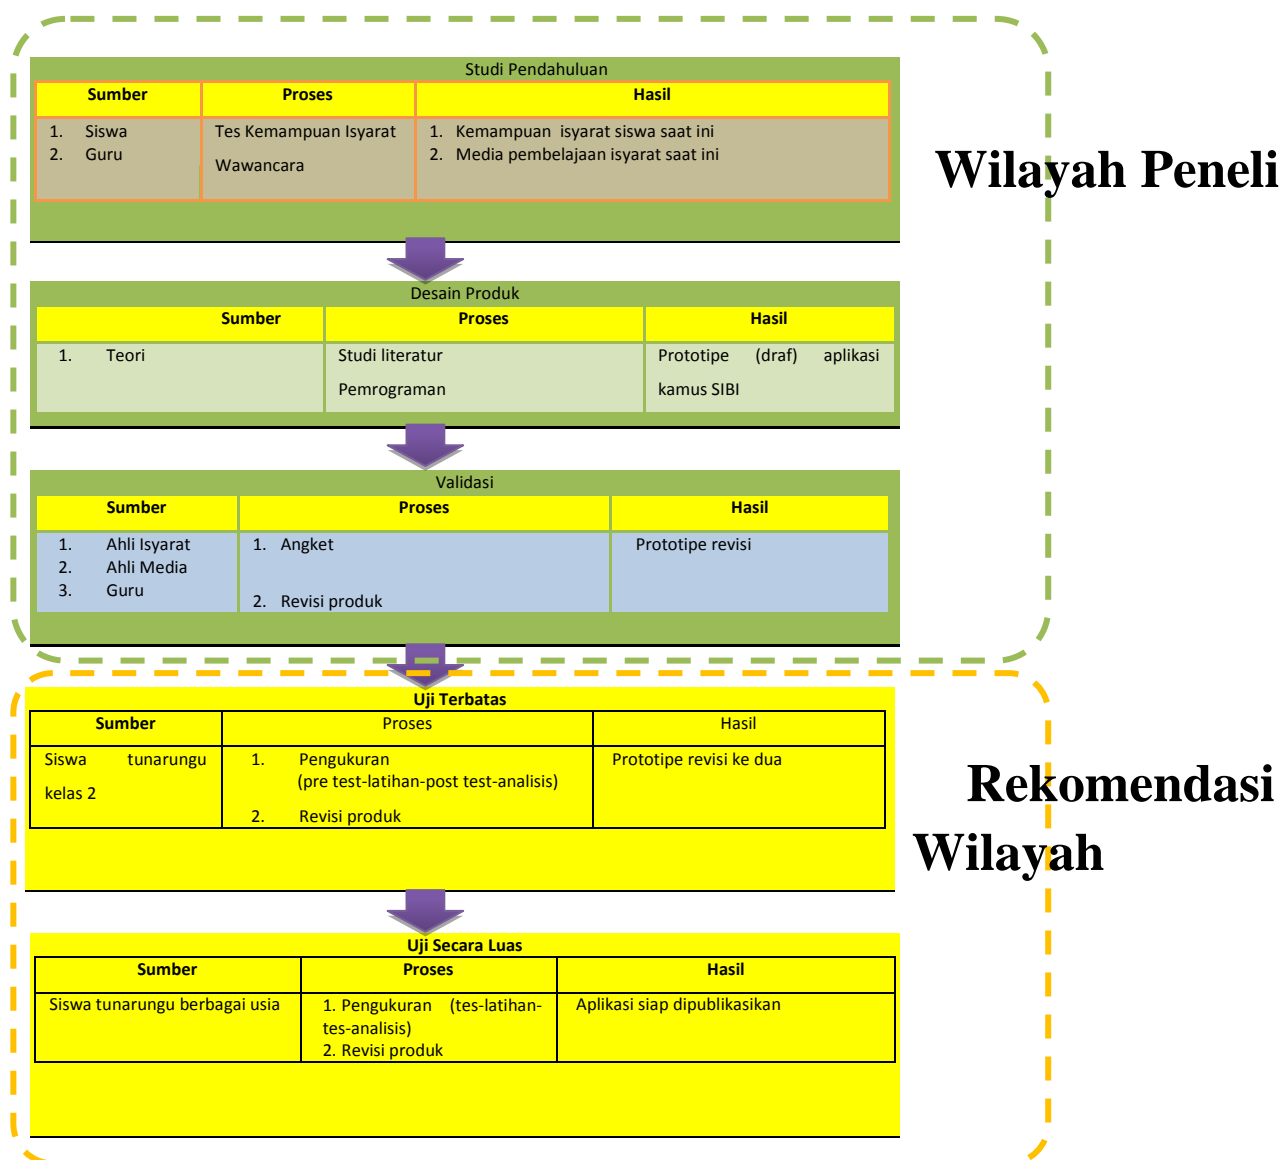 Studi Pendahuluan
Sumber Proses Hasil
1. Siswa Tes Kemampuan Isyarat 1. Kemampuan isyarat siswa saat ini
2. Guru Wawancara 2. Media pembelajaan isyarat saat ini
Wilayah Peneli
Desain Produk
Sumber Proses Hasil
1. Teori Studi literatur Prototipe (draf) aplikasi
Pemrograman kamus SIBI
Validasi
Sumber Proses Hasil
1. Ahli Isyarat 1. Angket Prototipe revisi
2. Ahli Media
3. Guru 2. Revisi produk
Uji Terbatas
Sumber Proses Hasil
Siswa tunarungu 1. Pengukuran Prototipe revisi ke dua
(pre test-latihan-post test-analisis)
kelas 2
2. Revisi produk
Rekomendasi
Wilayah
Uji Secara Luas
Sumber Proses Hasil
Siswa tunarungu berbagai usia 1. Pengukuran (tes-latihan- Aplikasi siap dipublikasikan
tes-analisis)
2. Revisi produk